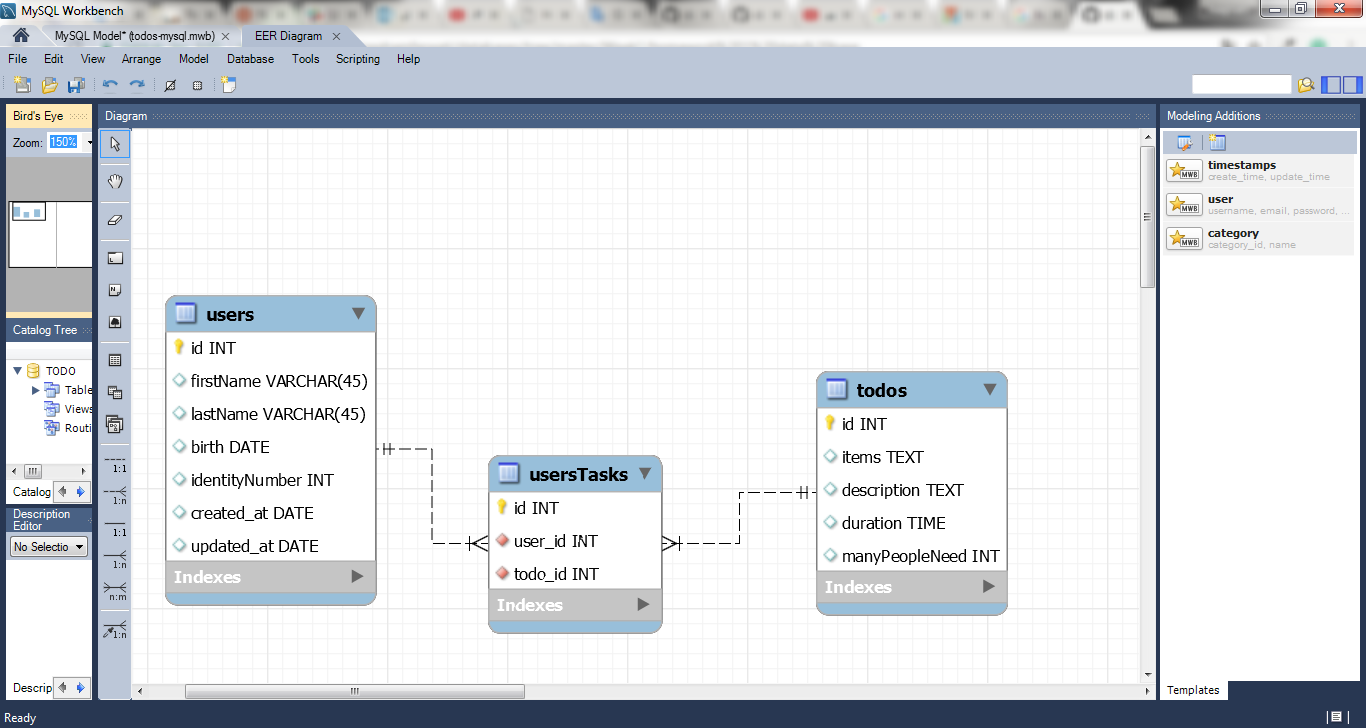 MySQL Workbench
MySQL Model* (todos-mysql.mwb)
EER Diagram
File Edit View Arrange Model Database Tools Scripting Help
Bird's Eye
Zoom: 150%
Catalog Tree
TODO
Table
Views
Routi
Catalog
Description
Editor
No Selectio
Descrip
Diagram
1:1
1:n
1:1
1:n
n:m
1:n
users
id INT
firstName VARCHAR(45)
lastName VARCHAR(45)
birth DATE
identityNumber INT
created_at DATE
updated_at DATE
Indexes
usersTasks
id INT
user_id INT
todo_id INT
Indexes
todos
id INT
items TEXT
description TEXT
duration TIME
manyPeopleNeed INT
Indexes
Modeling Additions
MWB
timestamps
create_time, update_time
MWB
user
username, email, password, ...
MWB
category
category_id, name
Templates
Ready